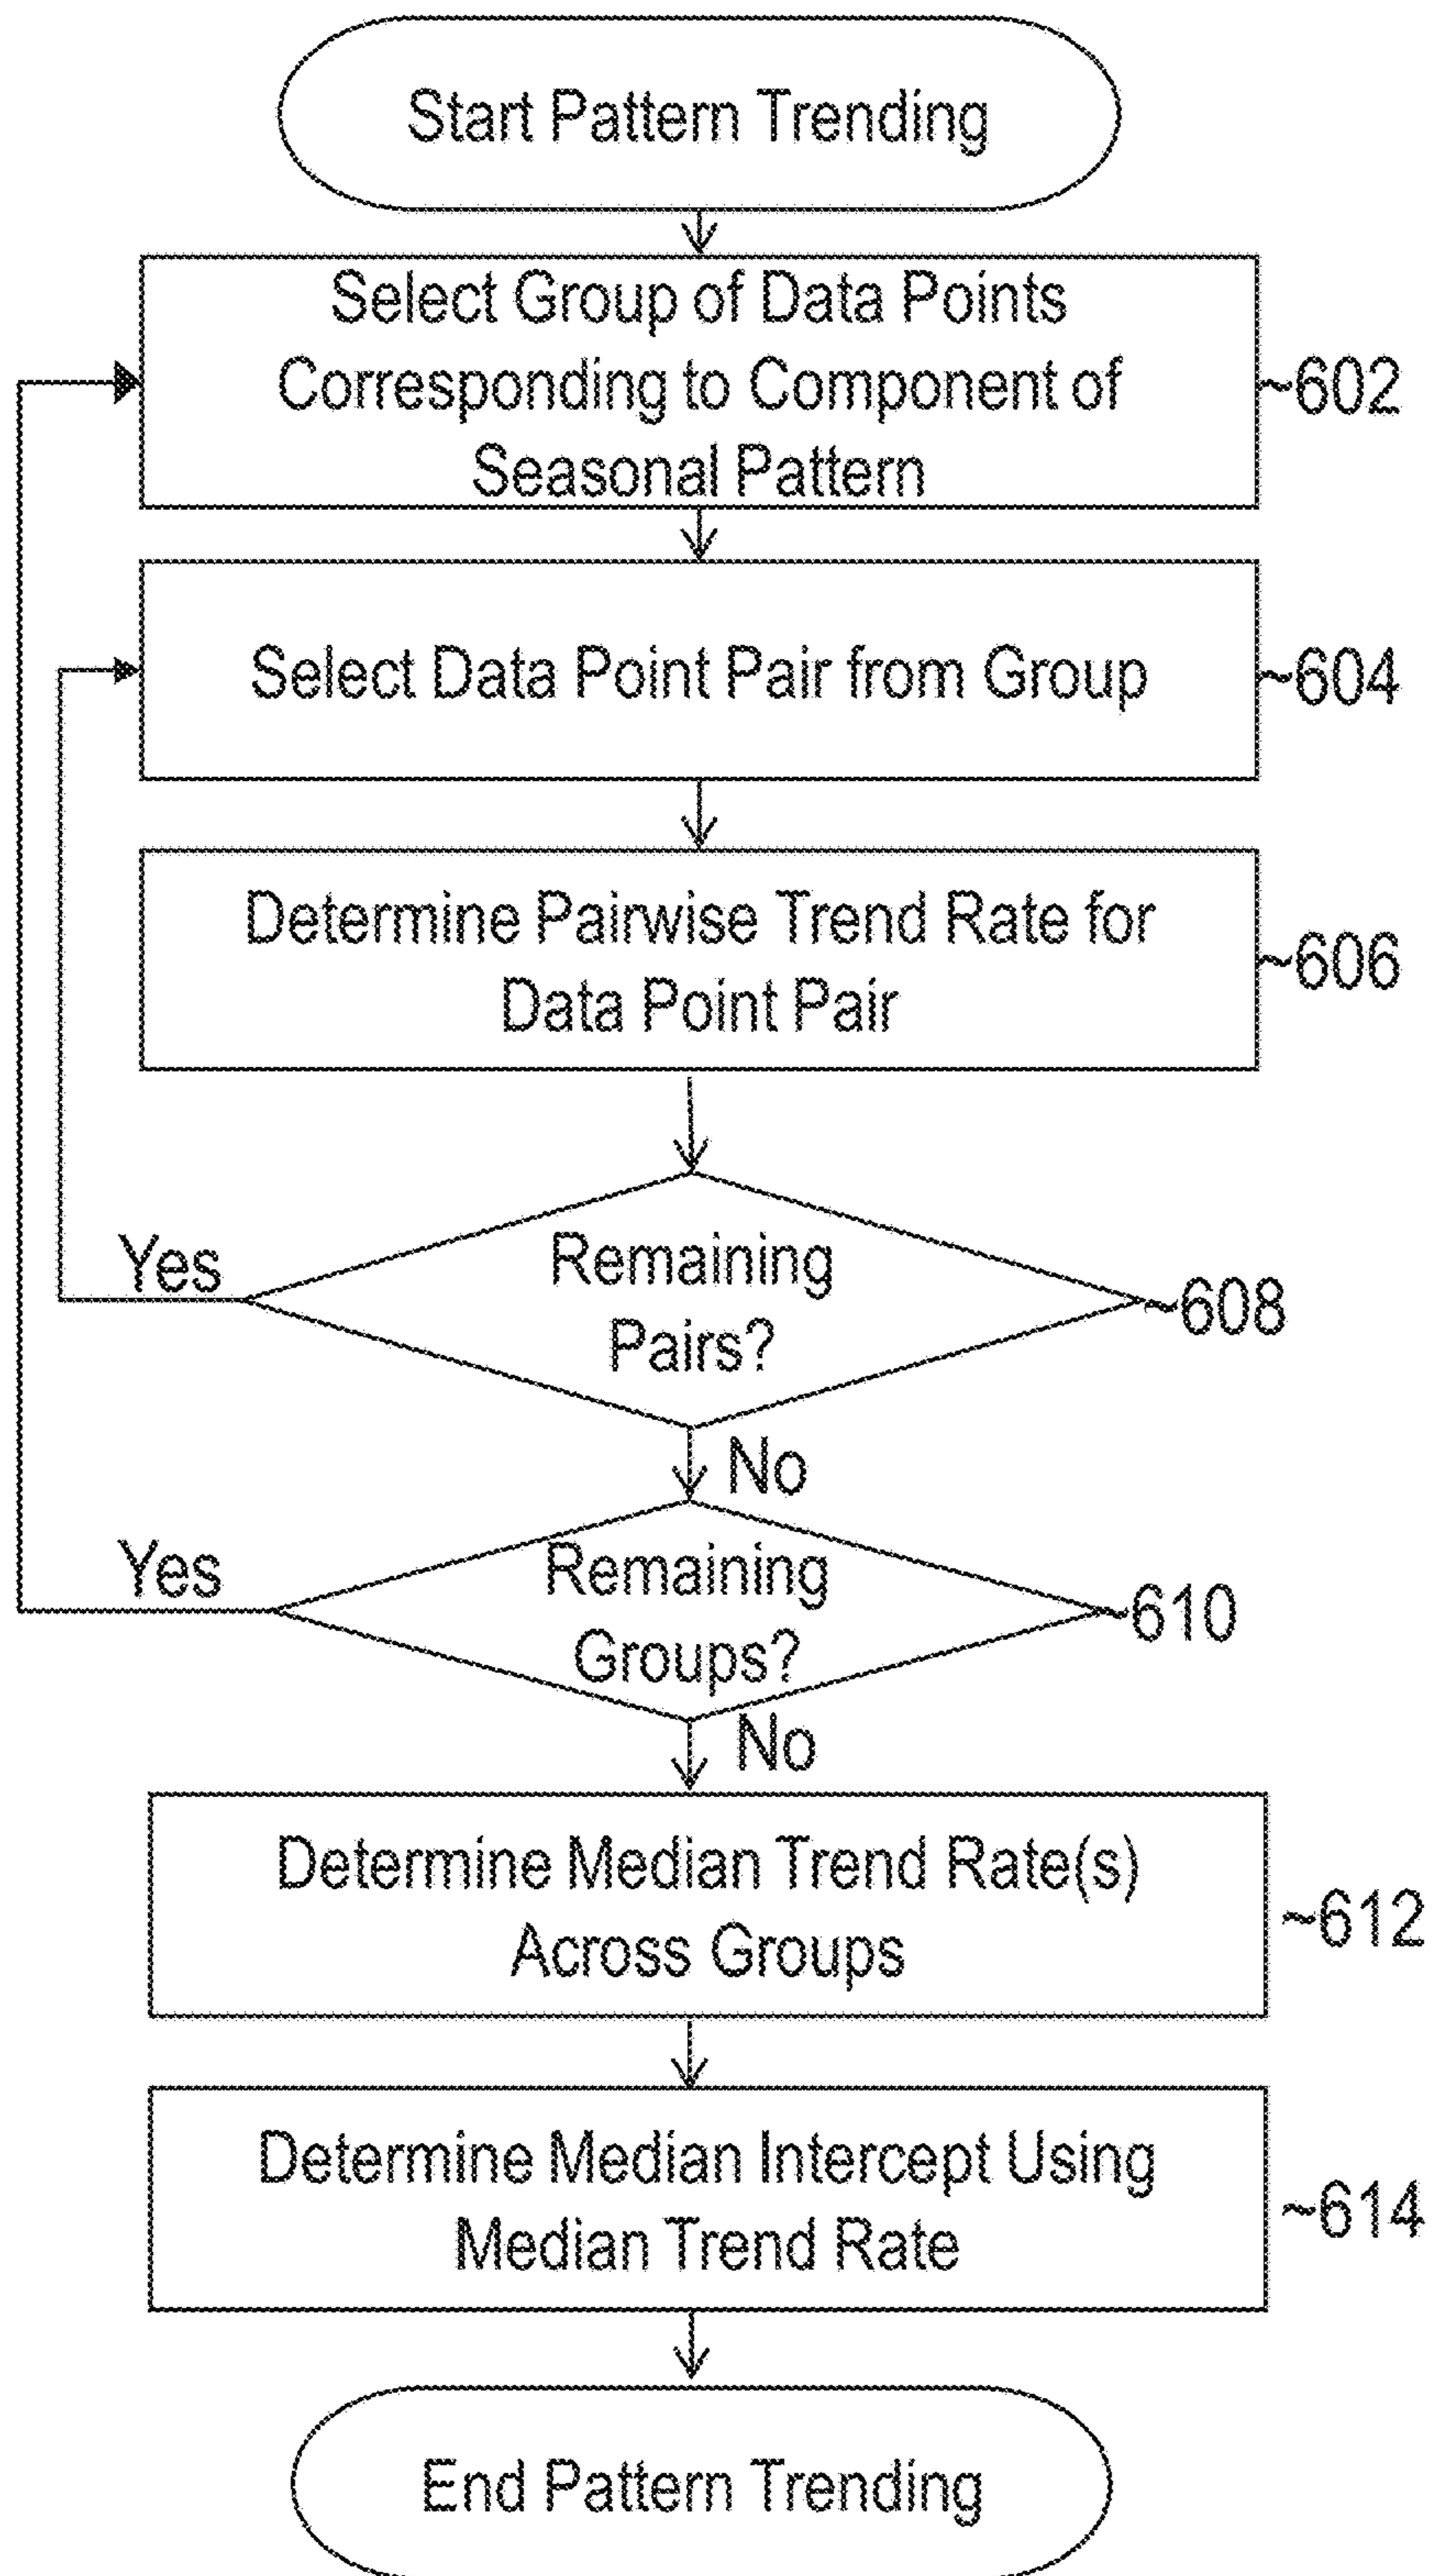 Start Pattern Trending
Select Group of Data Points
Corresponding to Component of
Seasonal Pattern
~602
Select Data Point Pair from Group
~604
Determine Pairwise Trend Rate for
Data Point Pair
~606
Remaining
Pairs?
Yes
~608
No
Remaining
Groups?
Yes
~610
No
Determine Median Trend Rate(s)
Across Groups
~612
Determine Median Intercept Using
Median Trend Rate
~614
End Pattern Trending